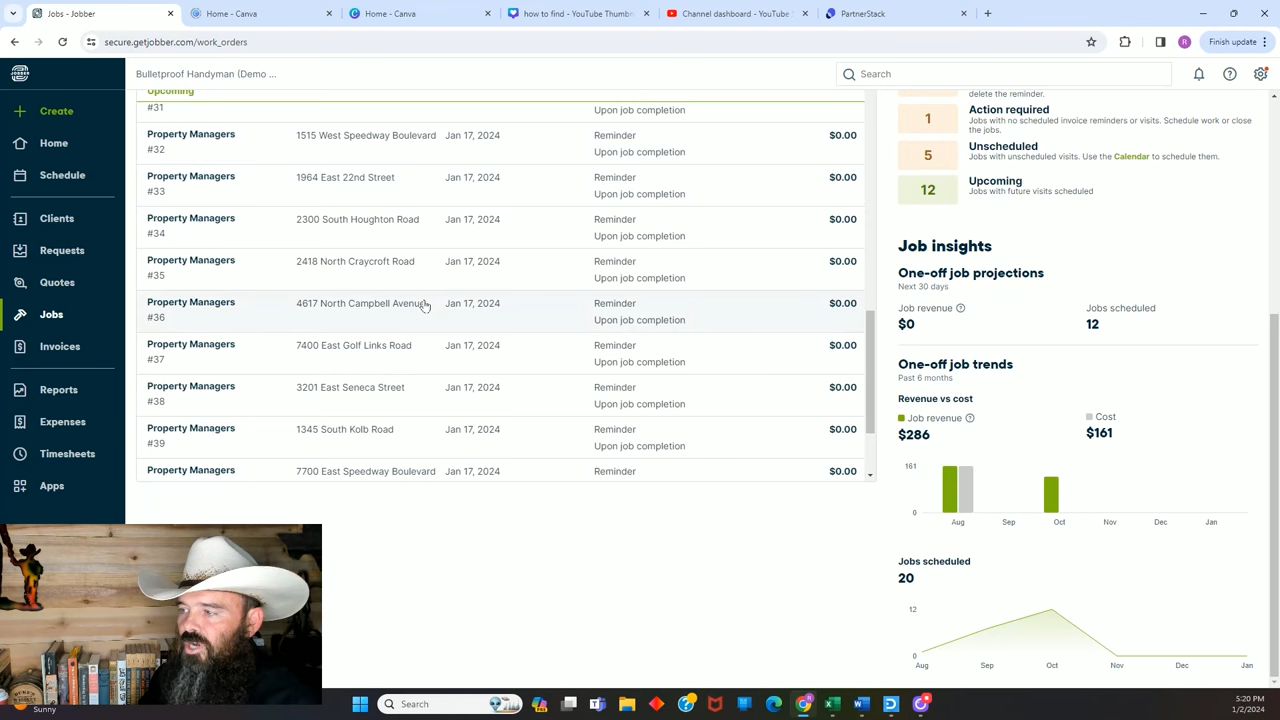 Jobs - Jobber
Home - Canva
Home - Canva
how to find - YouTube Thumb
Channel dashboard - YouTube
PartnerStack
secure.getjobber.com/work_orders
R
Finish update
JOBBER
Bulletproof Handyman (Demo ...
Search
Create
Home
Schedule
Clients
Requests
Quotes
Jobs
Invoices
Reports
Expenses
Timesheets
Apps
Upcoming
#31 Upon job completion
Property Managers 1515 West Speedway Boulevard Jan 17, 2024 Reminder $0.00
#32 Upon job completion
Property Managers 1964 East 22nd Street Jan 17, 2024 Reminder $0.00
#33 Upon job completion
Property Managers 2300 South Houghton Road Jan 17, 2024 Reminder $0.00
#34 Upon job completion
Property Managers 2418 North Craycroft Road Jan 17, 2024 Reminder $0.00
#35 Upon job completion
Property Managers 4617 North Campbell Avenue Jan 17, 2024 Reminder $0.00
#36 Upon job completion
Property Managers 7400 East Golf Links Road Jan 17, 2024 Reminder $0.00
#37 Upon job completion
Property Managers 3201 East Seneca Street Jan 17, 2024 Reminder $0.00
#38 Upon job completion
Property Managers 1345 South Kolb Road Jan 17, 2024 Reminder $0.00
#39 Upon job completion
Property Managers 7700 East Speedway Boulevard Jan 17, 2024 Reminder $0.00
delete the reminder.
1 Action required
Jobs with no scheduled invoice reminders or visits. Schedule work or close
the jobs.
5 Unscheduled
Jobs with unscheduled visits. Use the Calendar to schedule them.
12 Upcoming
Jobs with future visits scheduled
Job insights
One-off job projections
Next 30 days
Job revenue Jobs scheduled
$0 12
One-off job trends
Past 6 months
Revenue vs cost
Job revenue Cost
$286 $161
161
0
Aug Sep Oct Nov Dec Jan
Jobs scheduled
20
12
0
Aug Sep Oct Nov Dec Jan
Sunny
Search
5:20 PM
1/2/2024